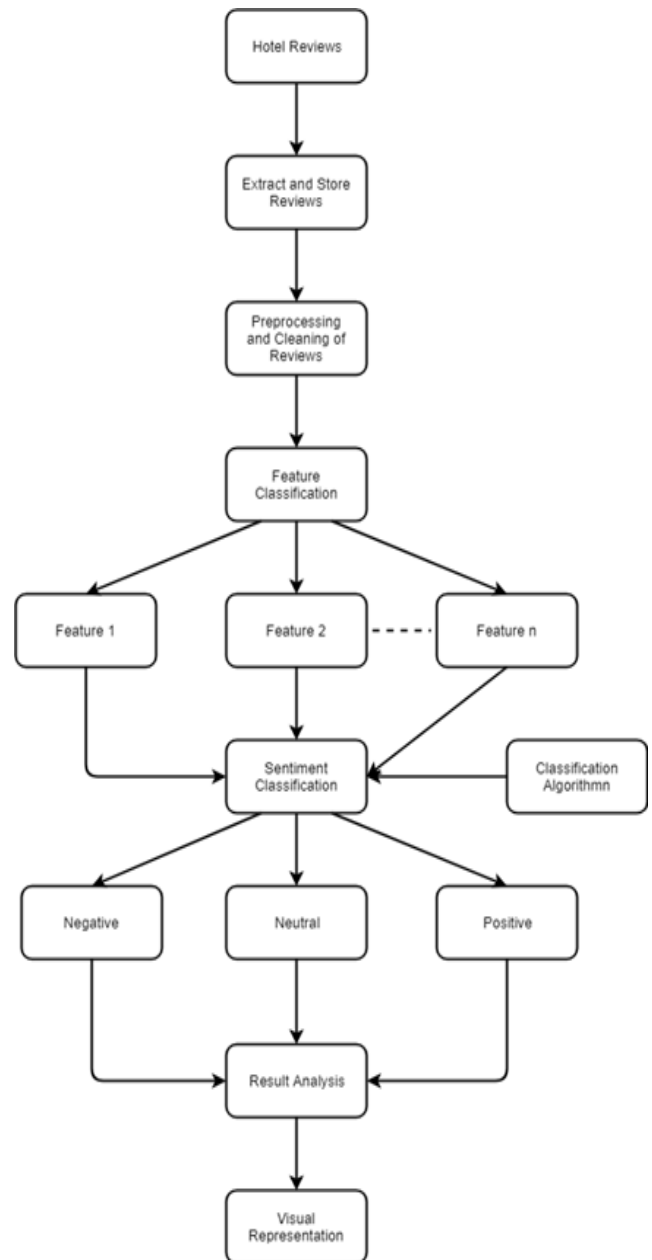 Hotel Reviews
Extract and Store
Reviews
Preprocessing
and Cleaning of
Reviews
Feature
Classification
Feature 1
Feature 2
Feature n
Sentiment
Classification
Classification
Algorithmn
Negative
Neutral
Positive
Result Analysis
Visual
Representation